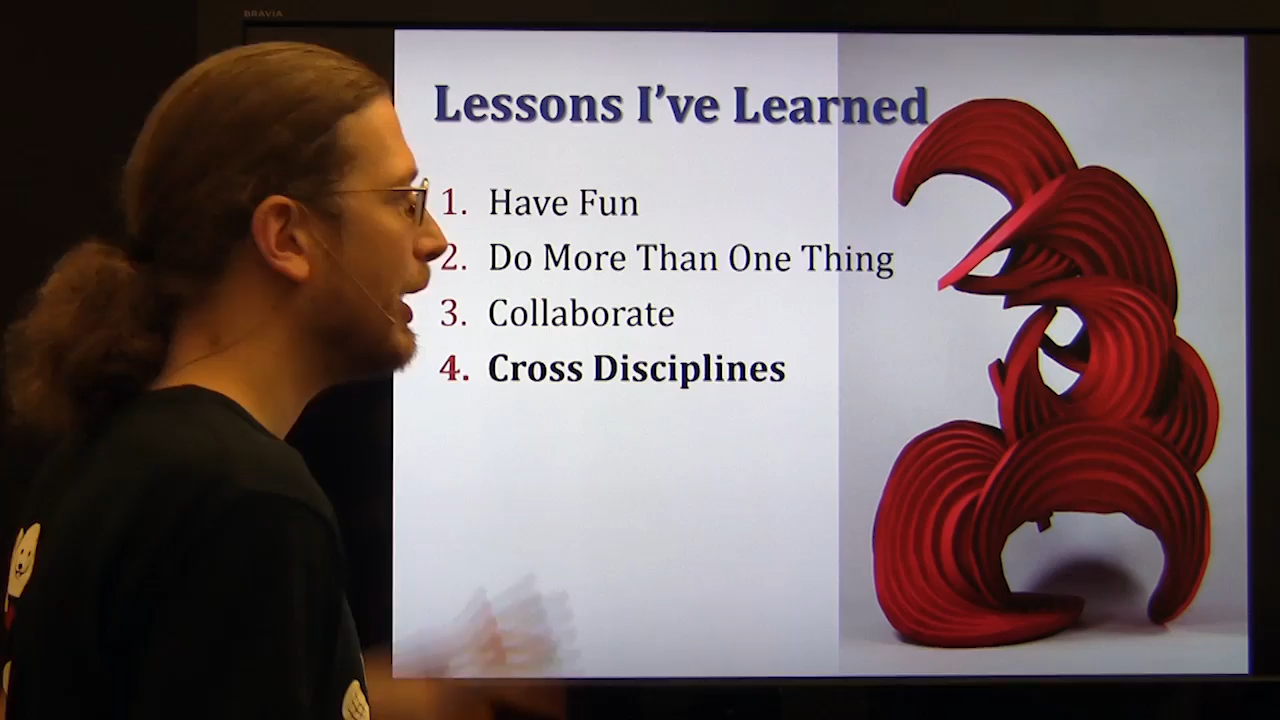 BRAVIA
Lessons I've Learned
1. Have Fun
2. Do More Than One Thing
3. Collaborate
4. Cross Disciplines